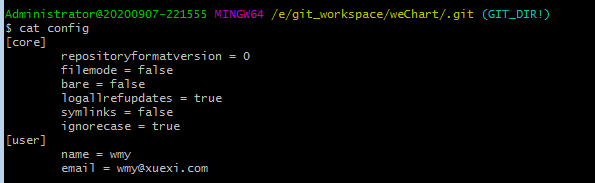 Administrator@20200907-221555 MINGW64 /e/git_workspace/weChart/.git (GIT_DIR!)
$ cat config
[core]
        repositoryformatversion = 0
        filemode = false
        bare = false
        logallrefupdates = true
        symlinks = false
        ignorecase = true
[user]
        name = wmy
        email = wmy@xuexi.com